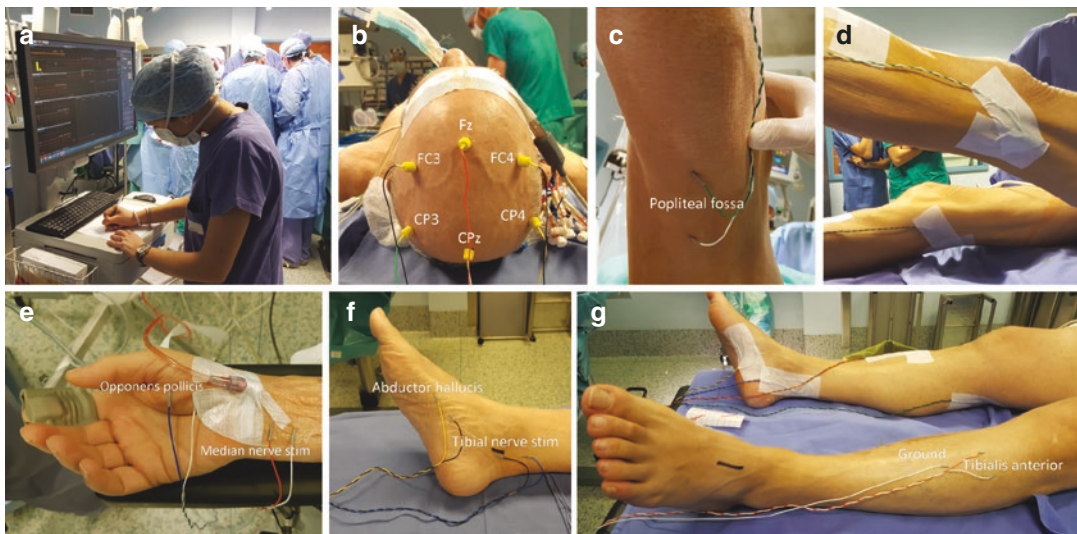 a
b
Fz
FC3
FC4
CP3
CP4
CPz
c
Popliteal fossa
d
e
Opponens pollicis
Median nerve stim
f
Abductor hallucis
Tibial nerve stim
g
Ground
Tibialis anterior